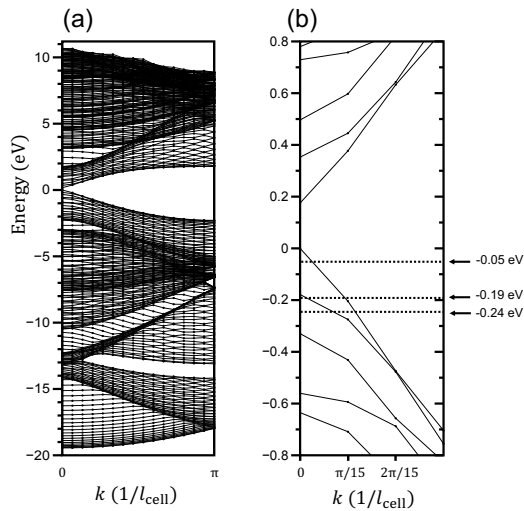 (a)
(b)
10
5
0
−5
−10
−15
−20
Energy (eV)
0
π
k (1/l_cell)
0.8
0.6
0.4
0.2
0
−0.2
−0.4
−0.6
−0.8
-0.05 eV
-0.19 eV
-0.24 eV
0
π/15
2π/15
k (1/l_cell)